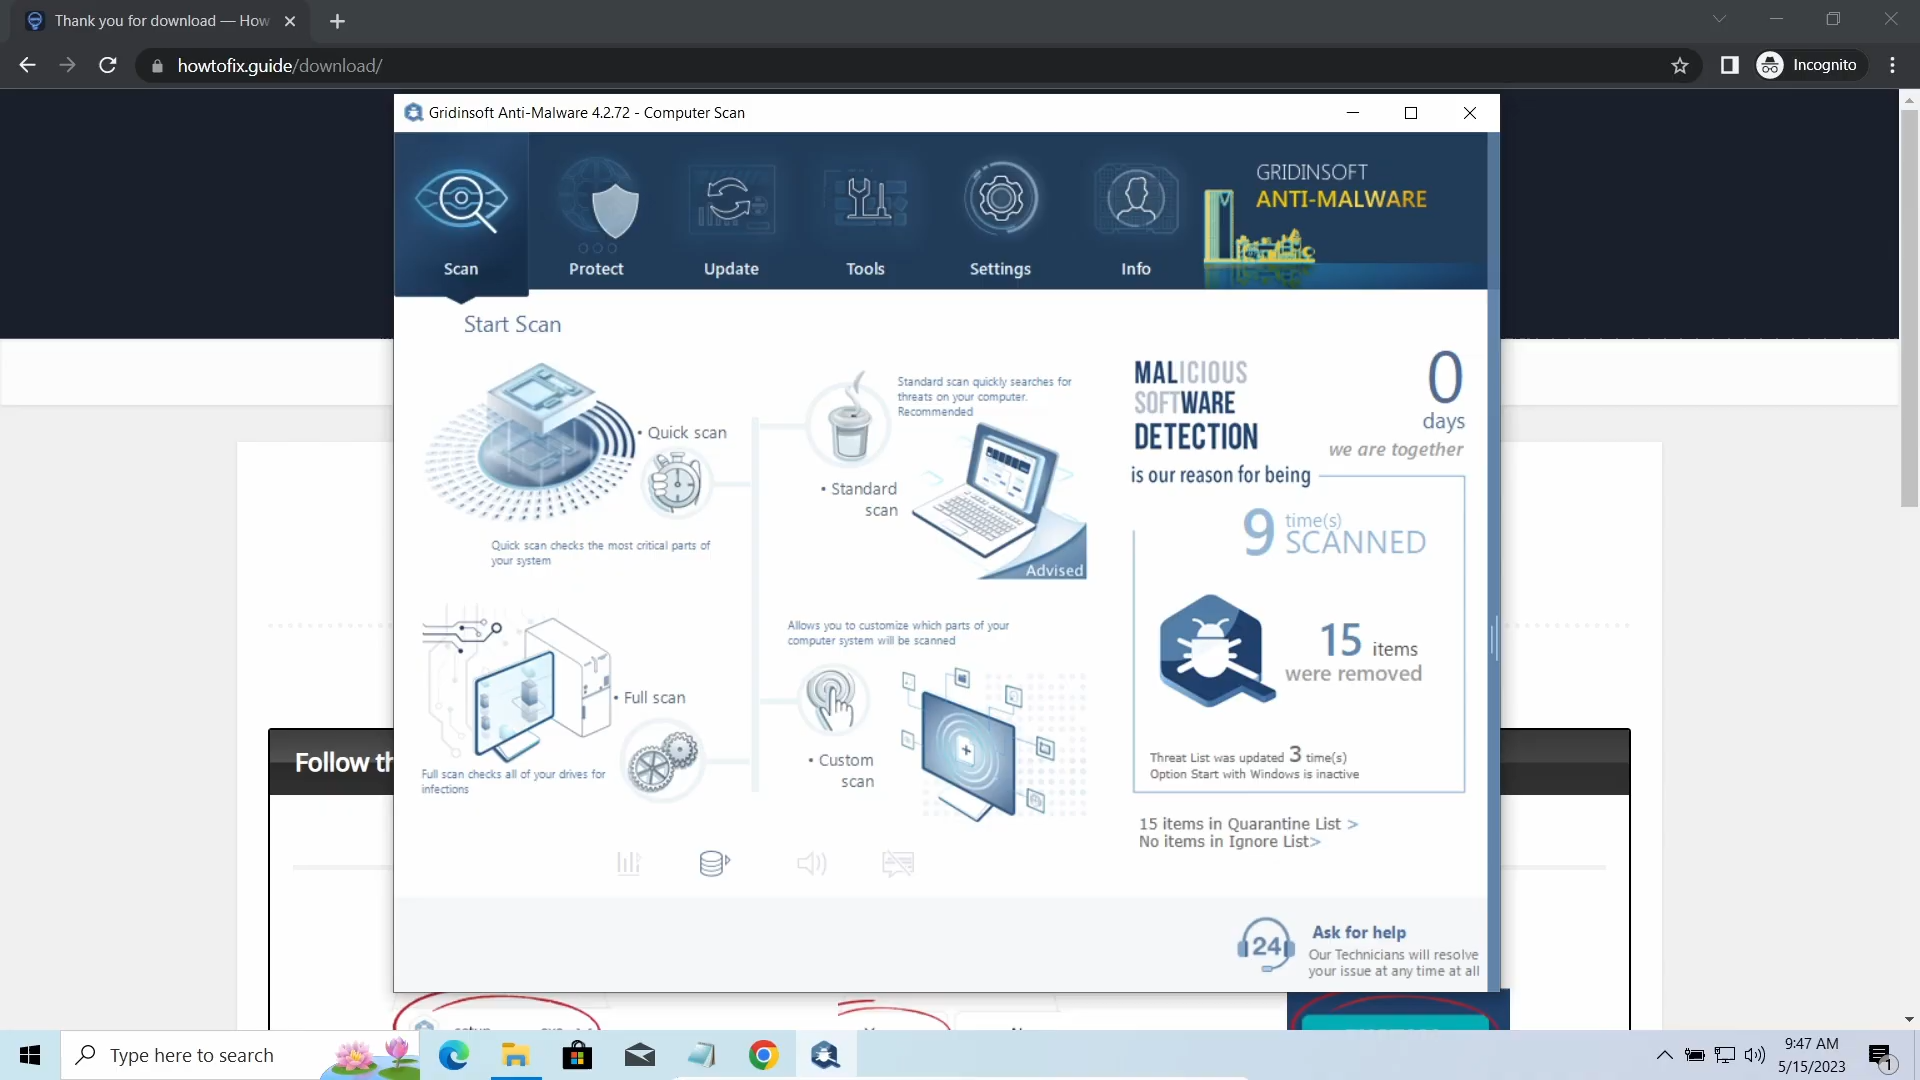 Thank you for download — How
howtofix.guide/download/
Incognito
Gridinsoft Anti-Malware 4.2.72 - Computer Scan
Scan
Protect
Update
Tools
Settings
Info
GRIDINSOFT
ANTI-MALWARE
Start Scan
• Quick scan
Quick scan checks the most critical parts of
your system
Standard scan quickly searches for
threats on your computer.
Recommended
• Standard
scan
Advised
• Full scan
Full scan checks all of your drives for
infections
Allows you to customize which parts of your
computer system will be scanned
• Custom
scan
MALICIOUS
SOFTWARE
DETECTION
is our reason for being
0
days
we are together
9 time(s)
SCANNED
15 items
were removed
Threat List was updated 3 time(s)
Option Start with Windows is inactive
15 items in Quarantine List >
No items in Ignore List>
24
Ask for help
Our Technicians will resolve
your issue at any time at all
Follow th
Type here to search
9:47 AM
5/15/2023
1